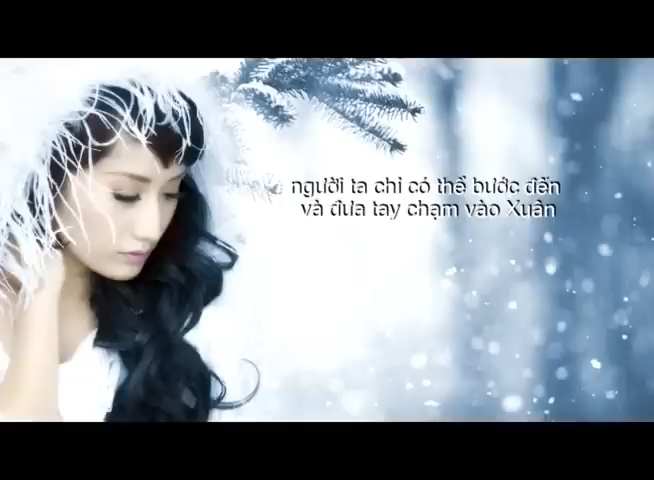 người ta chỉ có thể bước đến
và đưa tay chạm vào Xuân